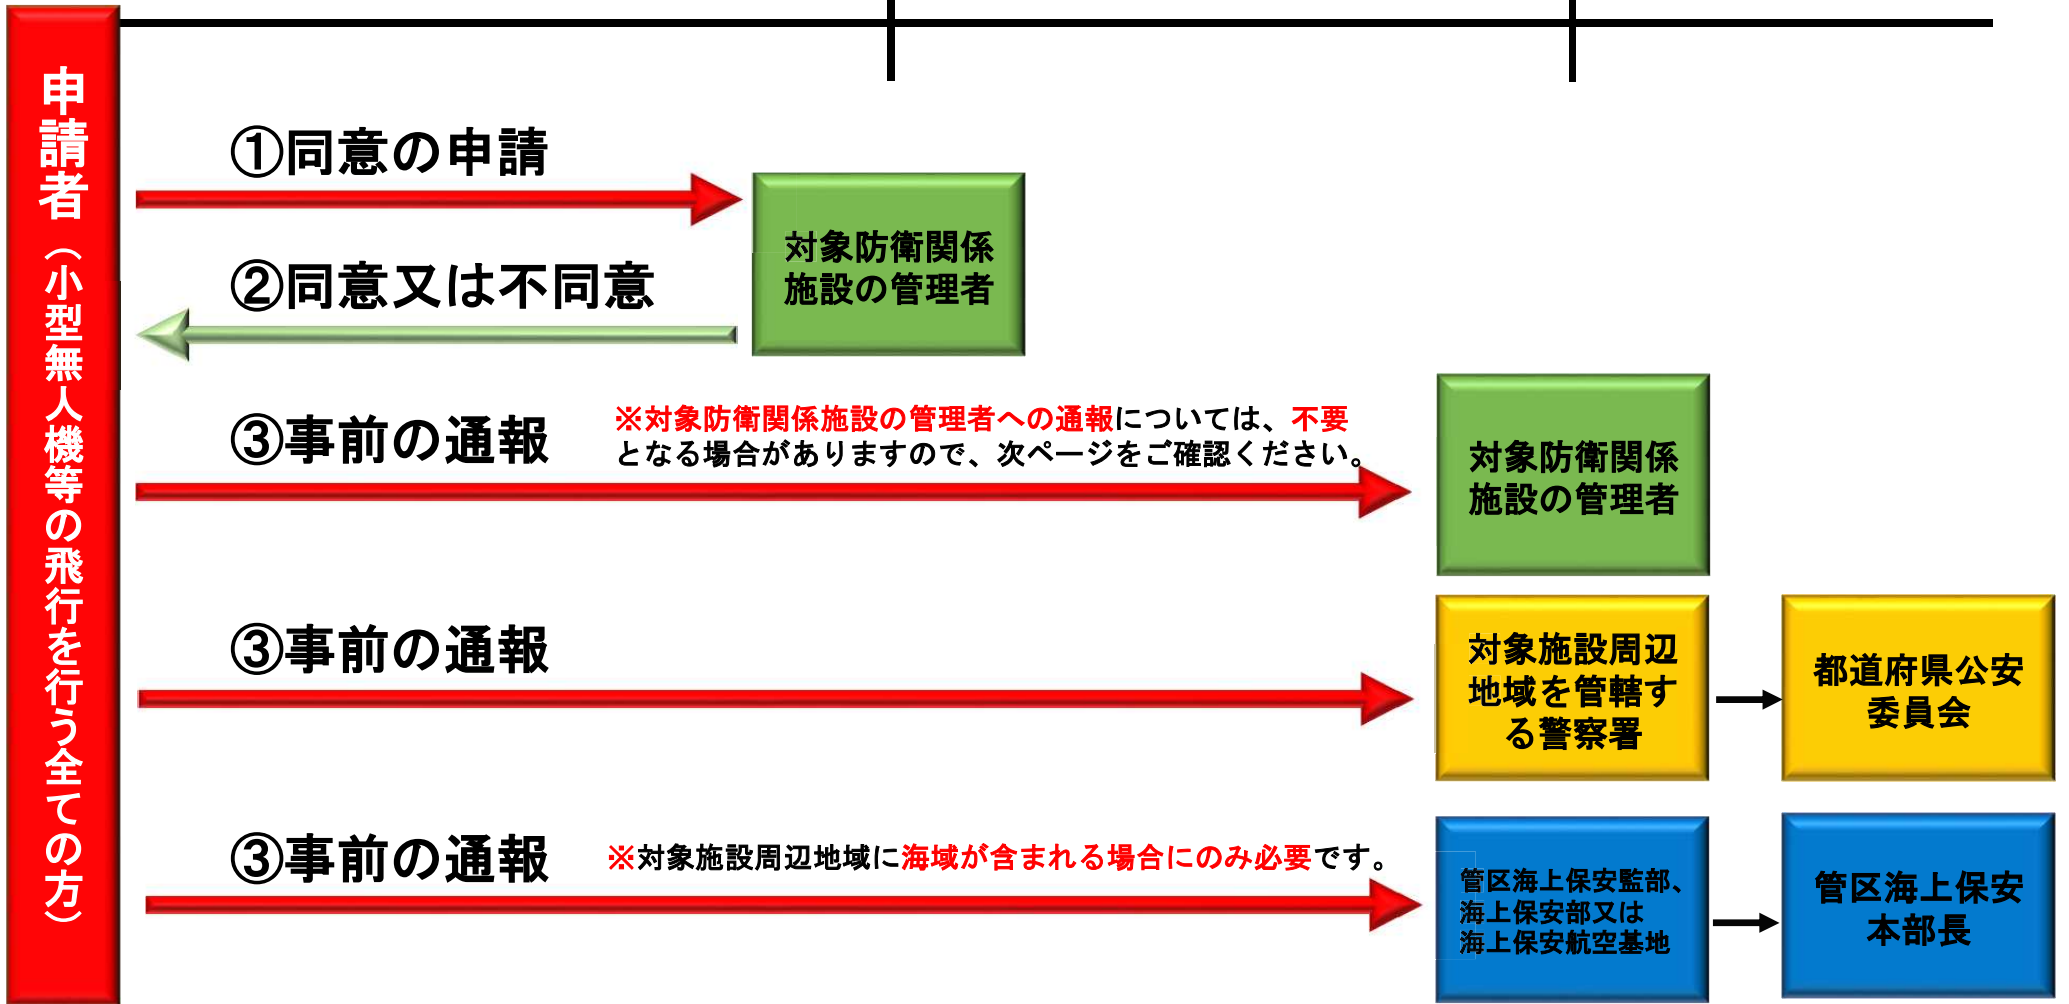 申請者（小型無人機等の飛行を行う全ての方）
①同意の申請
対象防衛関係
施設の管理者
②同意又は不同意
③事前の通報
※対象防衛関係施設の管理者への通報については、不要
となる場合がありますので、次ページをご確認ください。
対象防衛関係
施設の管理者
③事前の通報
対象施設周辺
地域を管轄す
る警察署
都道府県公安
委員会
③事前の通報
※対象施設周辺地域に海域が含まれる場合にのみ必要です。
管区海上保安監部、
海上保安部又は
海上保安航空基地
管区海上保安
本部長